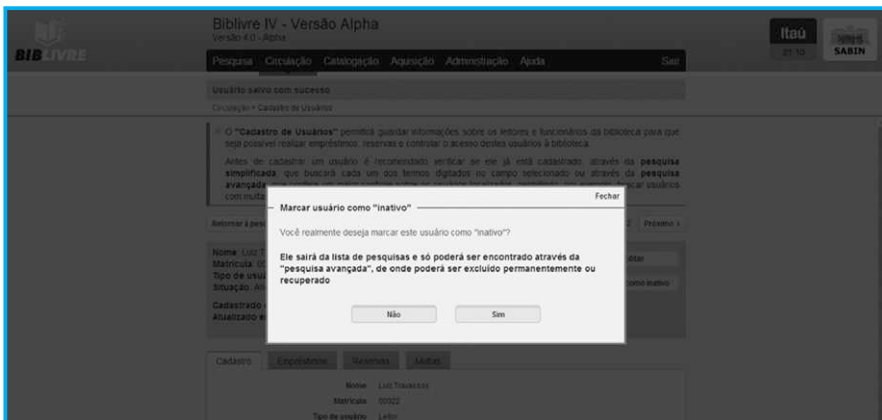 Biblivre IV - Versão Alpha
Versão 4.0 - Alpha
BIBLIVRE
Itaú
21:10
SABIN
Pesquisa Circulação Catalogação Aquisição Administração Ajuda Sair
Usuário salvo com sucesso
Circulação • Cadastro de Usuários
O "Cadastro de Usuários" permitirá guardar informações sobre os leitores e funcionários da biblioteca para que
seja possível realizar empréstimos, reservas e controlar o acesso destes usuários à biblioteca.
Antes de cadastrar um usuário é recomendado verificar se ele já está cadastrado, através da pesquisa
simplificada, que buscará cada um dos termos digitados no campo selecionado ou através da pesquisa
avançada
buscar usuários
com multa
Fechar
Marcar usuário como "inativo"
Você realmente deseja marcar este usuário como "inativo"?
Ele sairá da lista de pesquisas e só poderá ser encontrado através da
"pesquisa avançada", de onde poderá ser excluído permanentemente ou
recuperado
Não Sim
Retornar à
Próximo ›
Nome: Luiz
Matrícula:
Tipo de
Situação:
como inativo
Cadastrado
Cadastro Empréstimos Reservas Multas
Nome
Matrícula 00022
Tipo de usuário Leitor